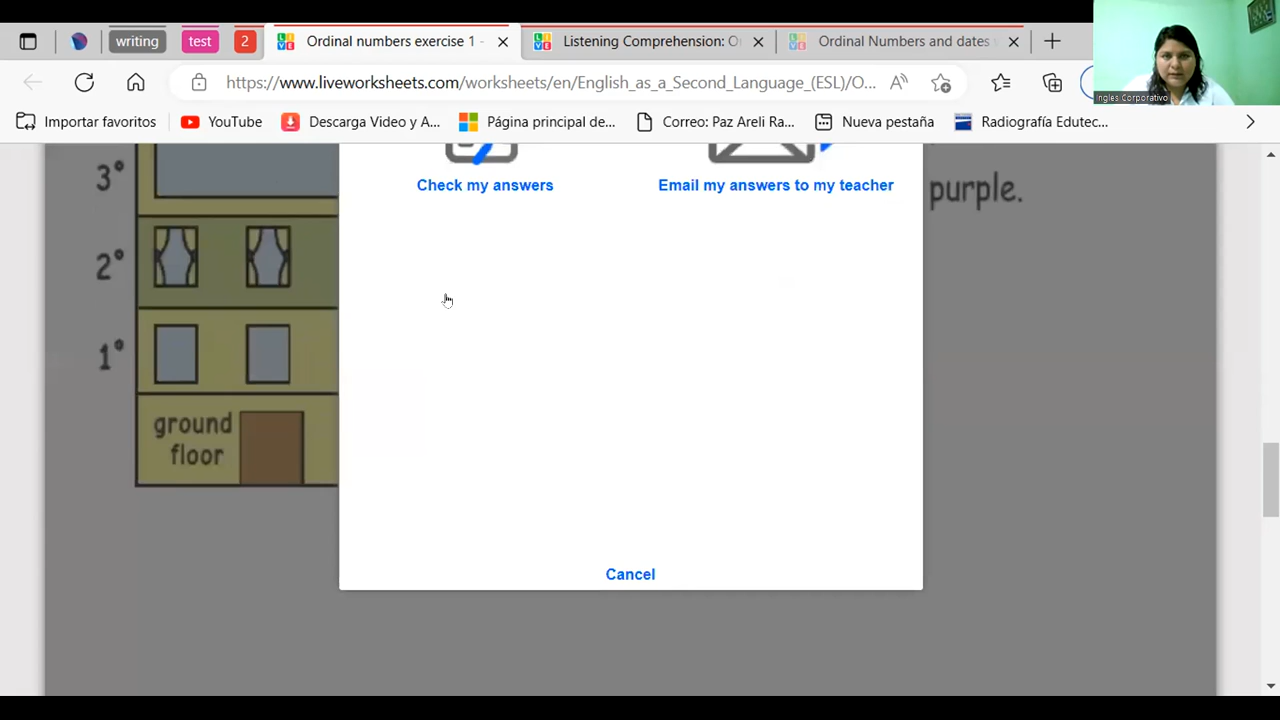 writing
test
2
Ordinal numbers exercise 1 -
LIVE
Listening Comprehension: O
LIVE
Ordinal Numbers and dates
https://www.liveworksheets.com/worksheets/en/English_as_a_Second_Language_(ESL)/O...
Importar favoritos
YouTube
Descarga Video y A...
Página principal de...
Correo: Paz Areli Ra...
Nueva pestaña
Radiografía Edutec...
Ingles Corporativo
3°
Check my answers
Email my answers to my teacher
purple.
2°
1°
ground
floor
Cancel